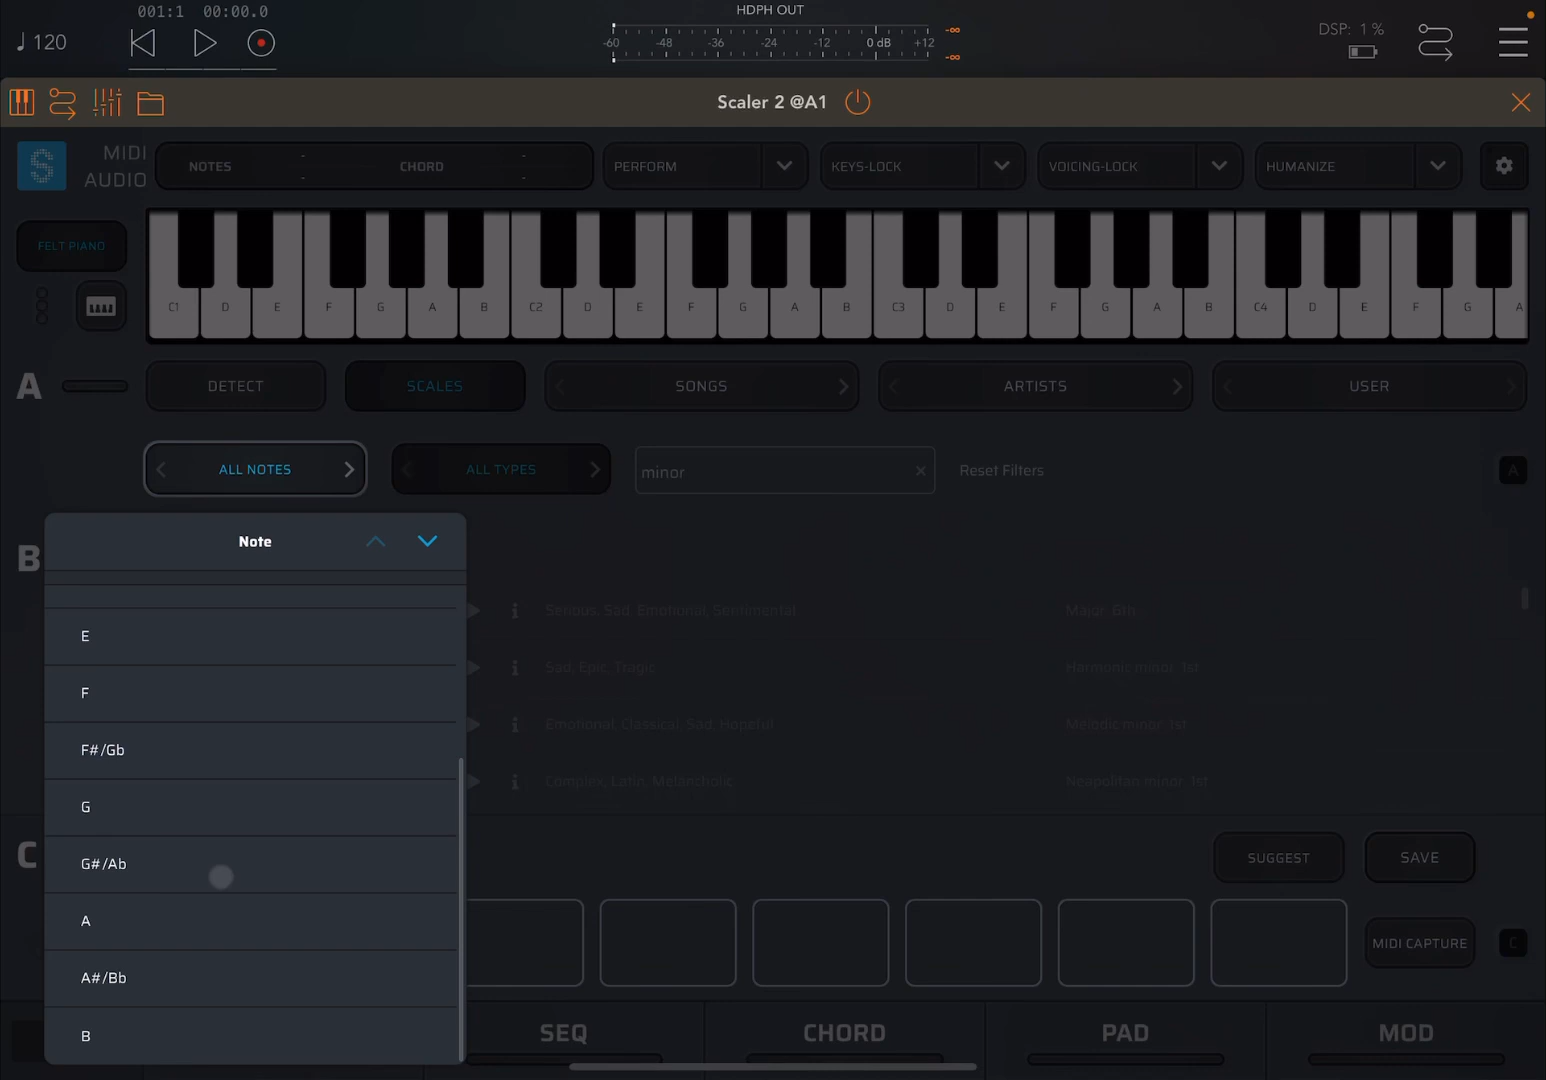 HDPH OUT
001:1 00:00.0
120
-60 -48 -36 -24 -12 0 dB +12
-∞
-∞
DSP: 1 %
Scaler 2 @A1
S
MIDI
AUDIO
NOTES - - CHORD - -
PERFORM
KEYS-LOCK
VOICING-LOCK
HUMANIZE
FELT PIANO
C1 D E F G A B C2 D E F G A B C3 D E F G A B C4 D E F G A
A
DETECT
SCALES
SONGS
ARTISTS
USER
ALL NOTES
ALL TYPES
minor
Reset Filters
A
B
Note
Serious, Sad, Emotional, Sentimental Major, 6th
Sad, Epic, Tragic Harmonic minor, 1st
Emotional, Classical, Sad, Hopeful Melodic minor, 1st
Complex, Latin, Melancholic Neapolitan minor, 1st
E
F
F#/Gb
G
G#/Ab
A
A#/Bb
B
C
SUGGEST
SAVE
MIDI CAPTURE
C
SEQ
CHORD
PAD
MOD